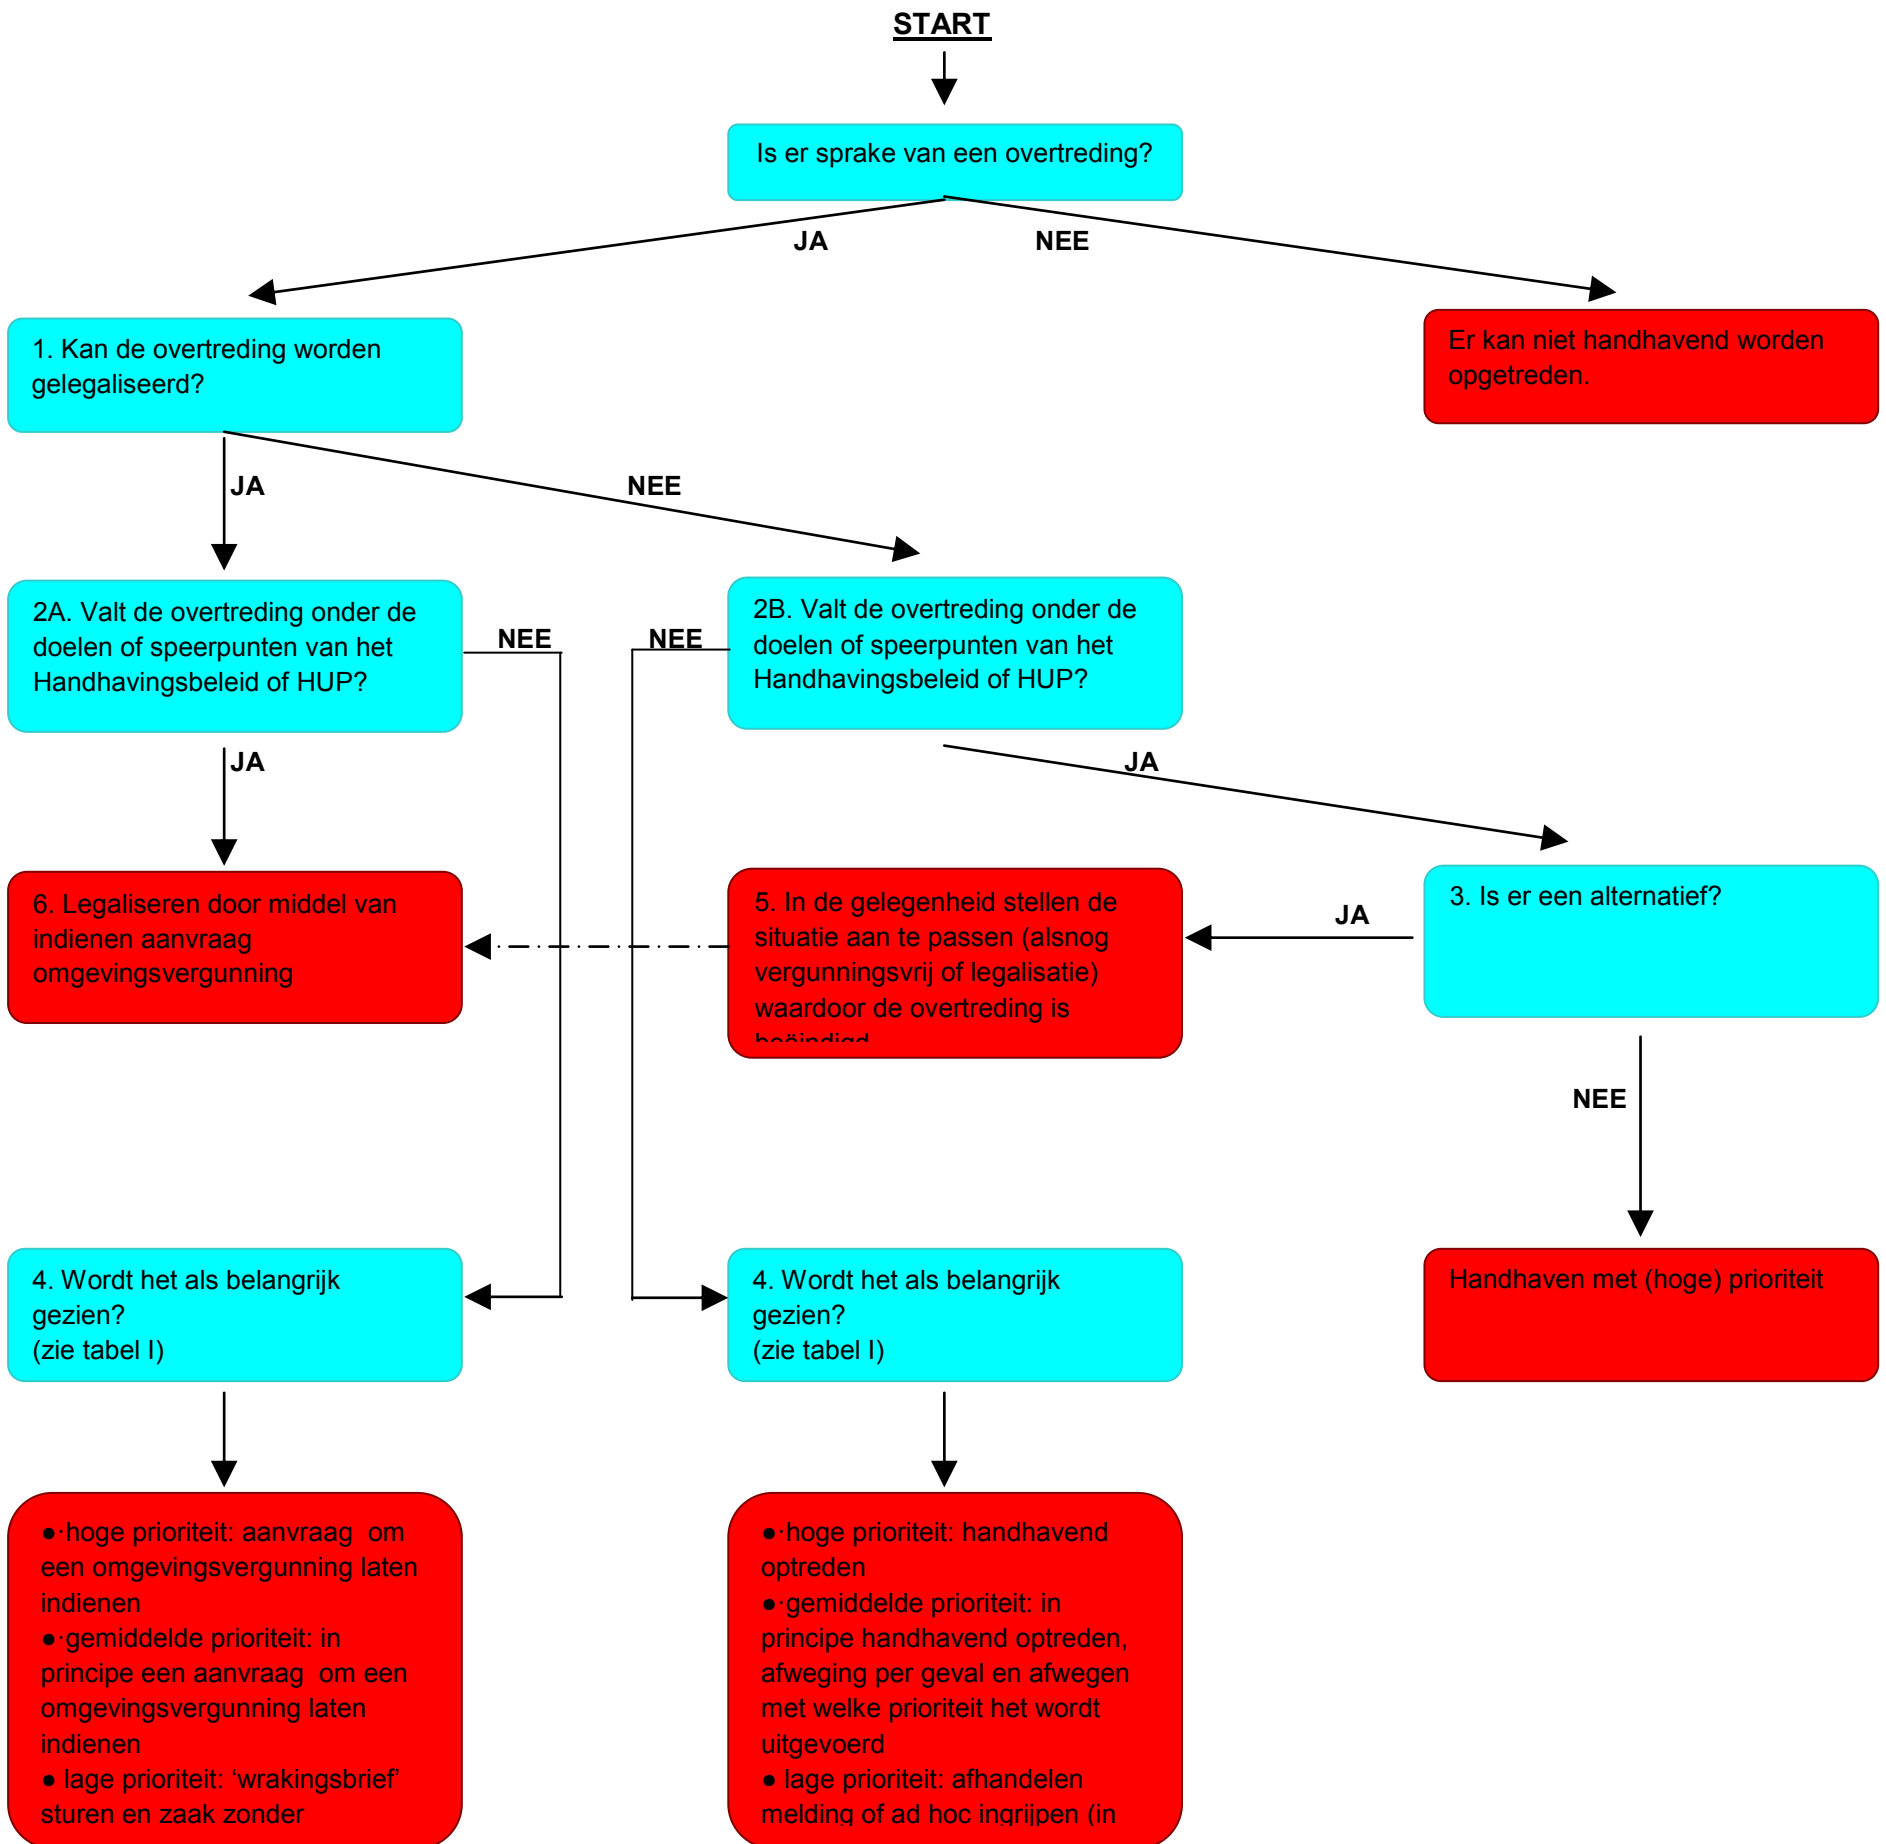 START
Is er sprake van een overtreding?
JA
NEE
1. Kan de overtreding worden
gelegaliseerd?
Er kan niet handhavend worden
opgetreden.
JA
NEE
2A. Valt de overtreding onder de
doelen of speerpunten van het
Handhavingsbeleid of HUP?
NEE
NEE
2B. Valt de overtreding onder de
doelen of speerpunten van het
Handhavingsbeleid of HUP?
JA
JA
6. Legaliseren door middel van
indienen aanvraag
omgevingsvergunning
5. In de gelegenheid stellen de
situatie aan te passen (alsnog
vergunningsvrij of legalisatie)
waardoor de overtreding is
beëindigd
JA
3. Is er een alternatief?
NEE
4. Wordt het als belangrijk
gezien?
(zie tabel I)
4. Wordt het als belangrijk
gezien?
(zie tabel I)
Handhaven met (hoge) prioriteit
●·hoge prioriteit: aanvraag  om
een omgevingsvergunning laten
indienen
●·gemiddelde prioriteit: in
principe een aanvraag  om een
omgevingsvergunning laten
indienen
● lage prioriteit: ‘wrakingsbrief’
sturen en zaak zonder
●·hoge prioriteit: handhavend
optreden
●·gemiddelde prioriteit: in
principe handhavend optreden,
afweging per geval en afwegen
met welke prioriteit het wordt
uitgevoerd
● lage prioriteit: afhandelen
melding of ad hoc ingrijpen (in